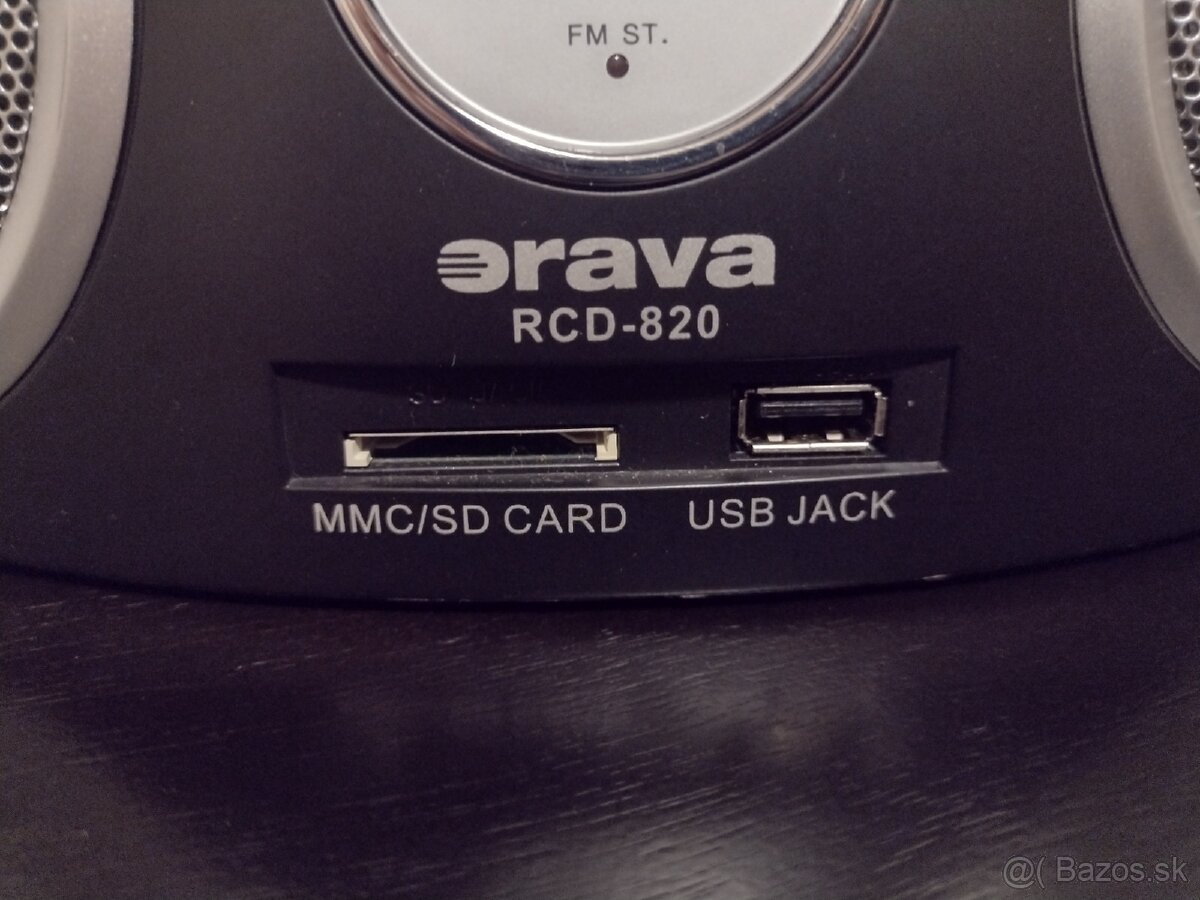 FM ST.
orava
RCD-820
MMC/SD CARD
USB JACK
@( Bazos.sk